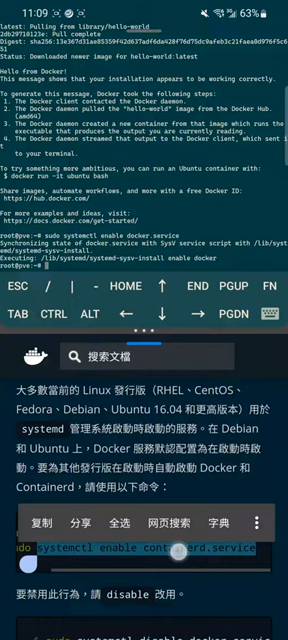 11:09
63%
latest: Pulling from library/hello-world
2db29710123e: Pull complete
Digest: sha256:13e367d31ae85359f42d637adf6da428f76d75dc9afeb3c21faea0d976f5c6
51
Status: Downloaded newer image for hello-world:latest
Hello from Docker!
This message shows that your installation appears to be working correctly.
To generate this message, Docker took the following steps:
1. The Docker client contacted the Docker daemon.
2. The Docker daemon pulled the "hello-world" image from the Docker Hub.
(amd64)
3. The Docker daemon created a new container from that image which runs the
executable that produces the output you are currently reading.
4. The Docker daemon streamed that output to the Docker client, which sent i
t
to your terminal.
To try something more ambitious, you can run an Ubuntu container with:
$ docker run -it ubuntu bash
Share images, automate workflows, and more with a free Docker ID:
https://hub.docker.com/
For more examples and ideas, visit:
https://docs.docker.com/get-started/
root@pve:~# sudo systemctl enable docker.service
Synchronizing state of docker.service with SysV service script with /lib/syst
emd/systemd-sysv-install.
Executing: /lib/systemd/systemd-sysv-install enable docker
root@pve:~#
ESC / | - HOME ↑ END PGUP FN
TAB CTRL ALT ← ↓ → PGDN
搜索文檔
大多數當前的 Linux 發行版（RHEL、CentOS、
Fedora、Debian、Ubuntu 16.04 和更高版本）用於
systemd 管理系統啟動時啟動的服務。在 Debian
和 Ubuntu 上，Docker 服務默認配置為在啟動時啟
動。要為其他發行版在啟動時自動啟動 Docker 和
Containerd，請使用以下命令：
复制 分享 全选 网页搜索 字典
udo systemctl enable containerd.service
要禁用此行為，請 disable 改用。
sudo systemctl disable docker.servic